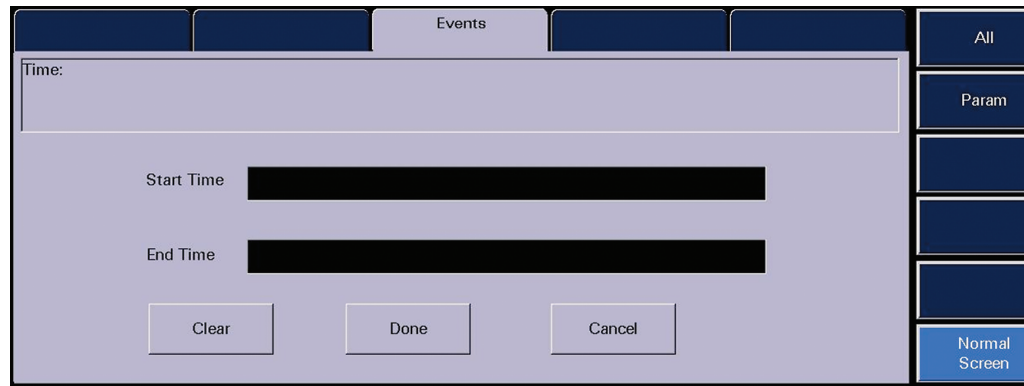 Events
All
Time:
Param
Start Time
End Time
Clear
Done
Cancel
Normal
Screen